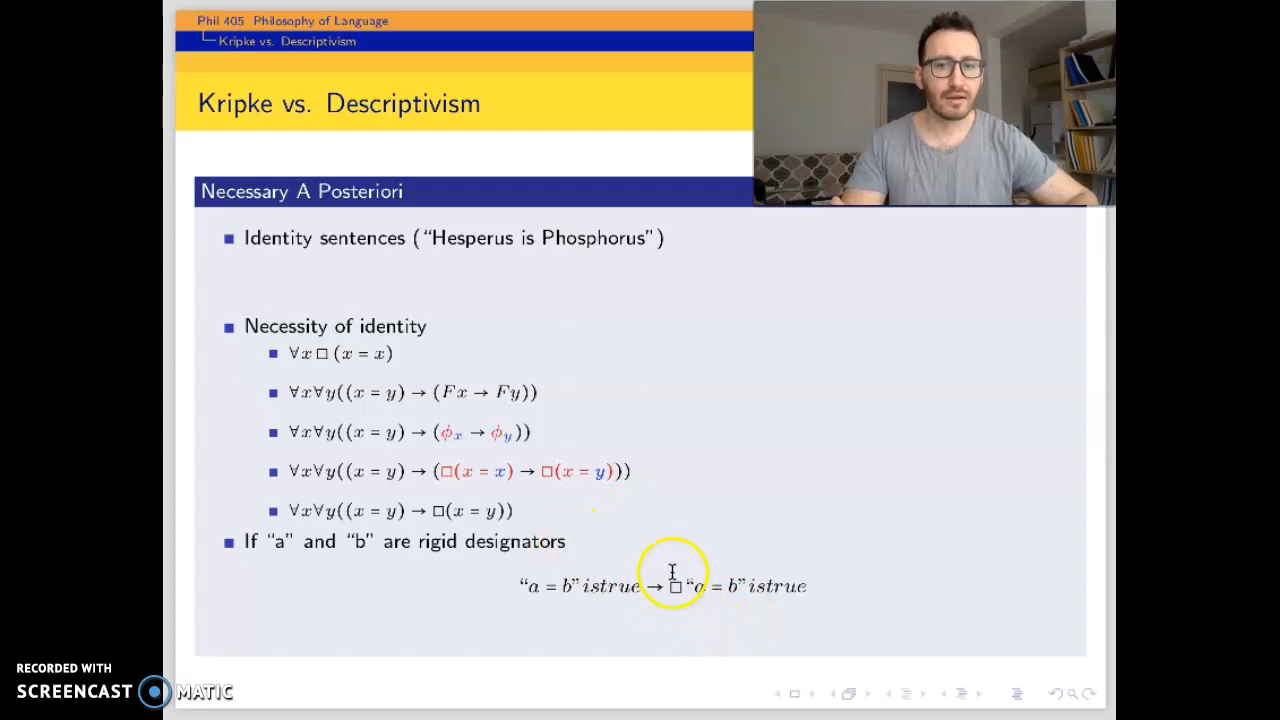 Phil 405 Philosophy of Language
Kripke vs. Descriptivism
Kripke vs. Descriptivism
Necessary A Posteriori
Identity sentences (“Hesperus is Phosphorus”)
Necessity of identity
∀x□(x = x)
∀x∀y((x = y) → (Fx → Fy))
∀x∀y((x = y) → (ϕx → ϕy))
∀x∀y((x = y) → (□(x = x) → □(x = y)))
∀x∀y((x = y) → □(x = y))
If “a” and “b” are rigid designators
“a = b”istrue → □“a = b”istrue
RECORDED WITH
SCREENCAST MATIC